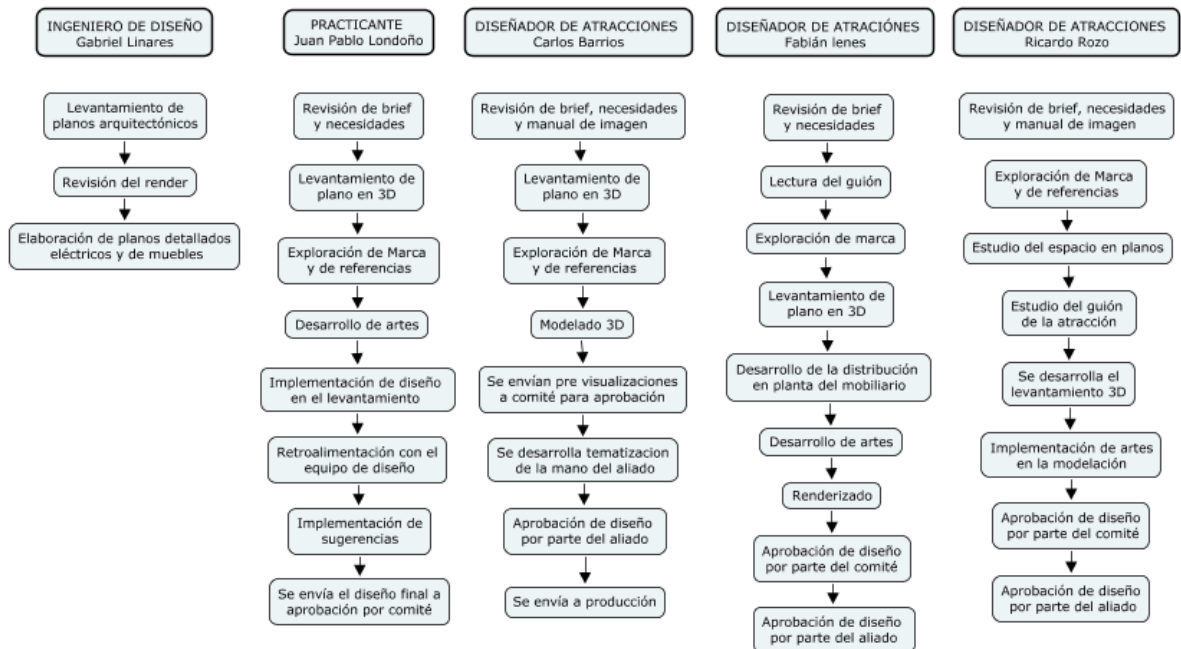 INGENIERO DE DISEÑO
Gabriel Linares
Levantamiento de
planos arquitectónicos
Revisión del render
Elaboración de planos detallados
eléctricos y de muebles
PRACTICANTE
Juan Pablo Londoño
Revisión de brief
y necesidades
Levantamiento de
plano en 3D
Exploración de Marca
y de referencias
Desarrollo de artes
Implementación de diseño
en el levantamiento
Retroalimentación con el
equipo de diseño
Implementación de
sugerencias
Se envía el diseño final a
aprobación por comité
DISEÑADOR DE ATRACCIONES
Carlos Barrios
Revisión de brief, necesidades
y manual de imagen
Levantamiento de
plano en 3D
Exploración de Marca
y de referencias
Modelado 3D
Se envían pre visualizaciones
a comité para aprobación
Se desarrolla tematizacion
de la mano del aliado
Aprobación de diseño
por parte del aliado
Se envía a producción
DISEÑADOR DE ATRACIÓNES
Fabián Ienes
Revisión de brief
y necesidades
Lectura del guión
Exploración de marca
Levantamiento de
plano en 3D
Desarrollo de la distribución
en planta del mobiliario
Desarrollo de artes
Renderizado
Aprobación de diseño
por parte del comité
Aprobación de diseño
por parte del aliado
DISEÑADOR DE ATRACCIONES
Ricardo Rozo
Revisión de brief, necesidades
y manual de imagen
Exploración de Marca
y de referencias
Estudio del espacio en planos
Estudio del guión
de la atracción
Se desarrolla el
levantamiento 3D
Implementación de artes
en la modelación
Aprobación de diseño
por parte del comité
Aprobación de diseño
por parte del aliado